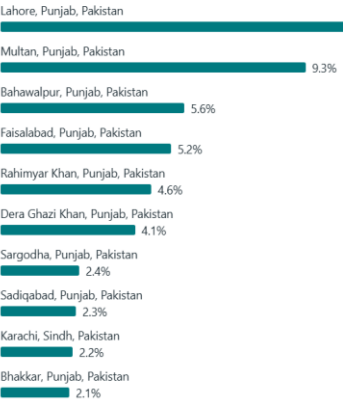 Lahore, Punjab, Pakistan
Multan, Punjab, Pakistan
9.3%
Bahawalpur, Punjab, Pakistan
5.6%
Faisalabad, Punjab, Pakistan
5.2%
Rahimyar Khan, Punjab, Pakistan
4.6%
Dera Ghazi Khan, Punjab, Pakistan
4.1%
Sargodha, Punjab, Pakistan
2.4%
Sadiqabad, Punjab, Pakistan
2.3%
Karachi, Sindh, Pakistan
2.2%
Bhakkar, Punjab, Pakistan
2.1%